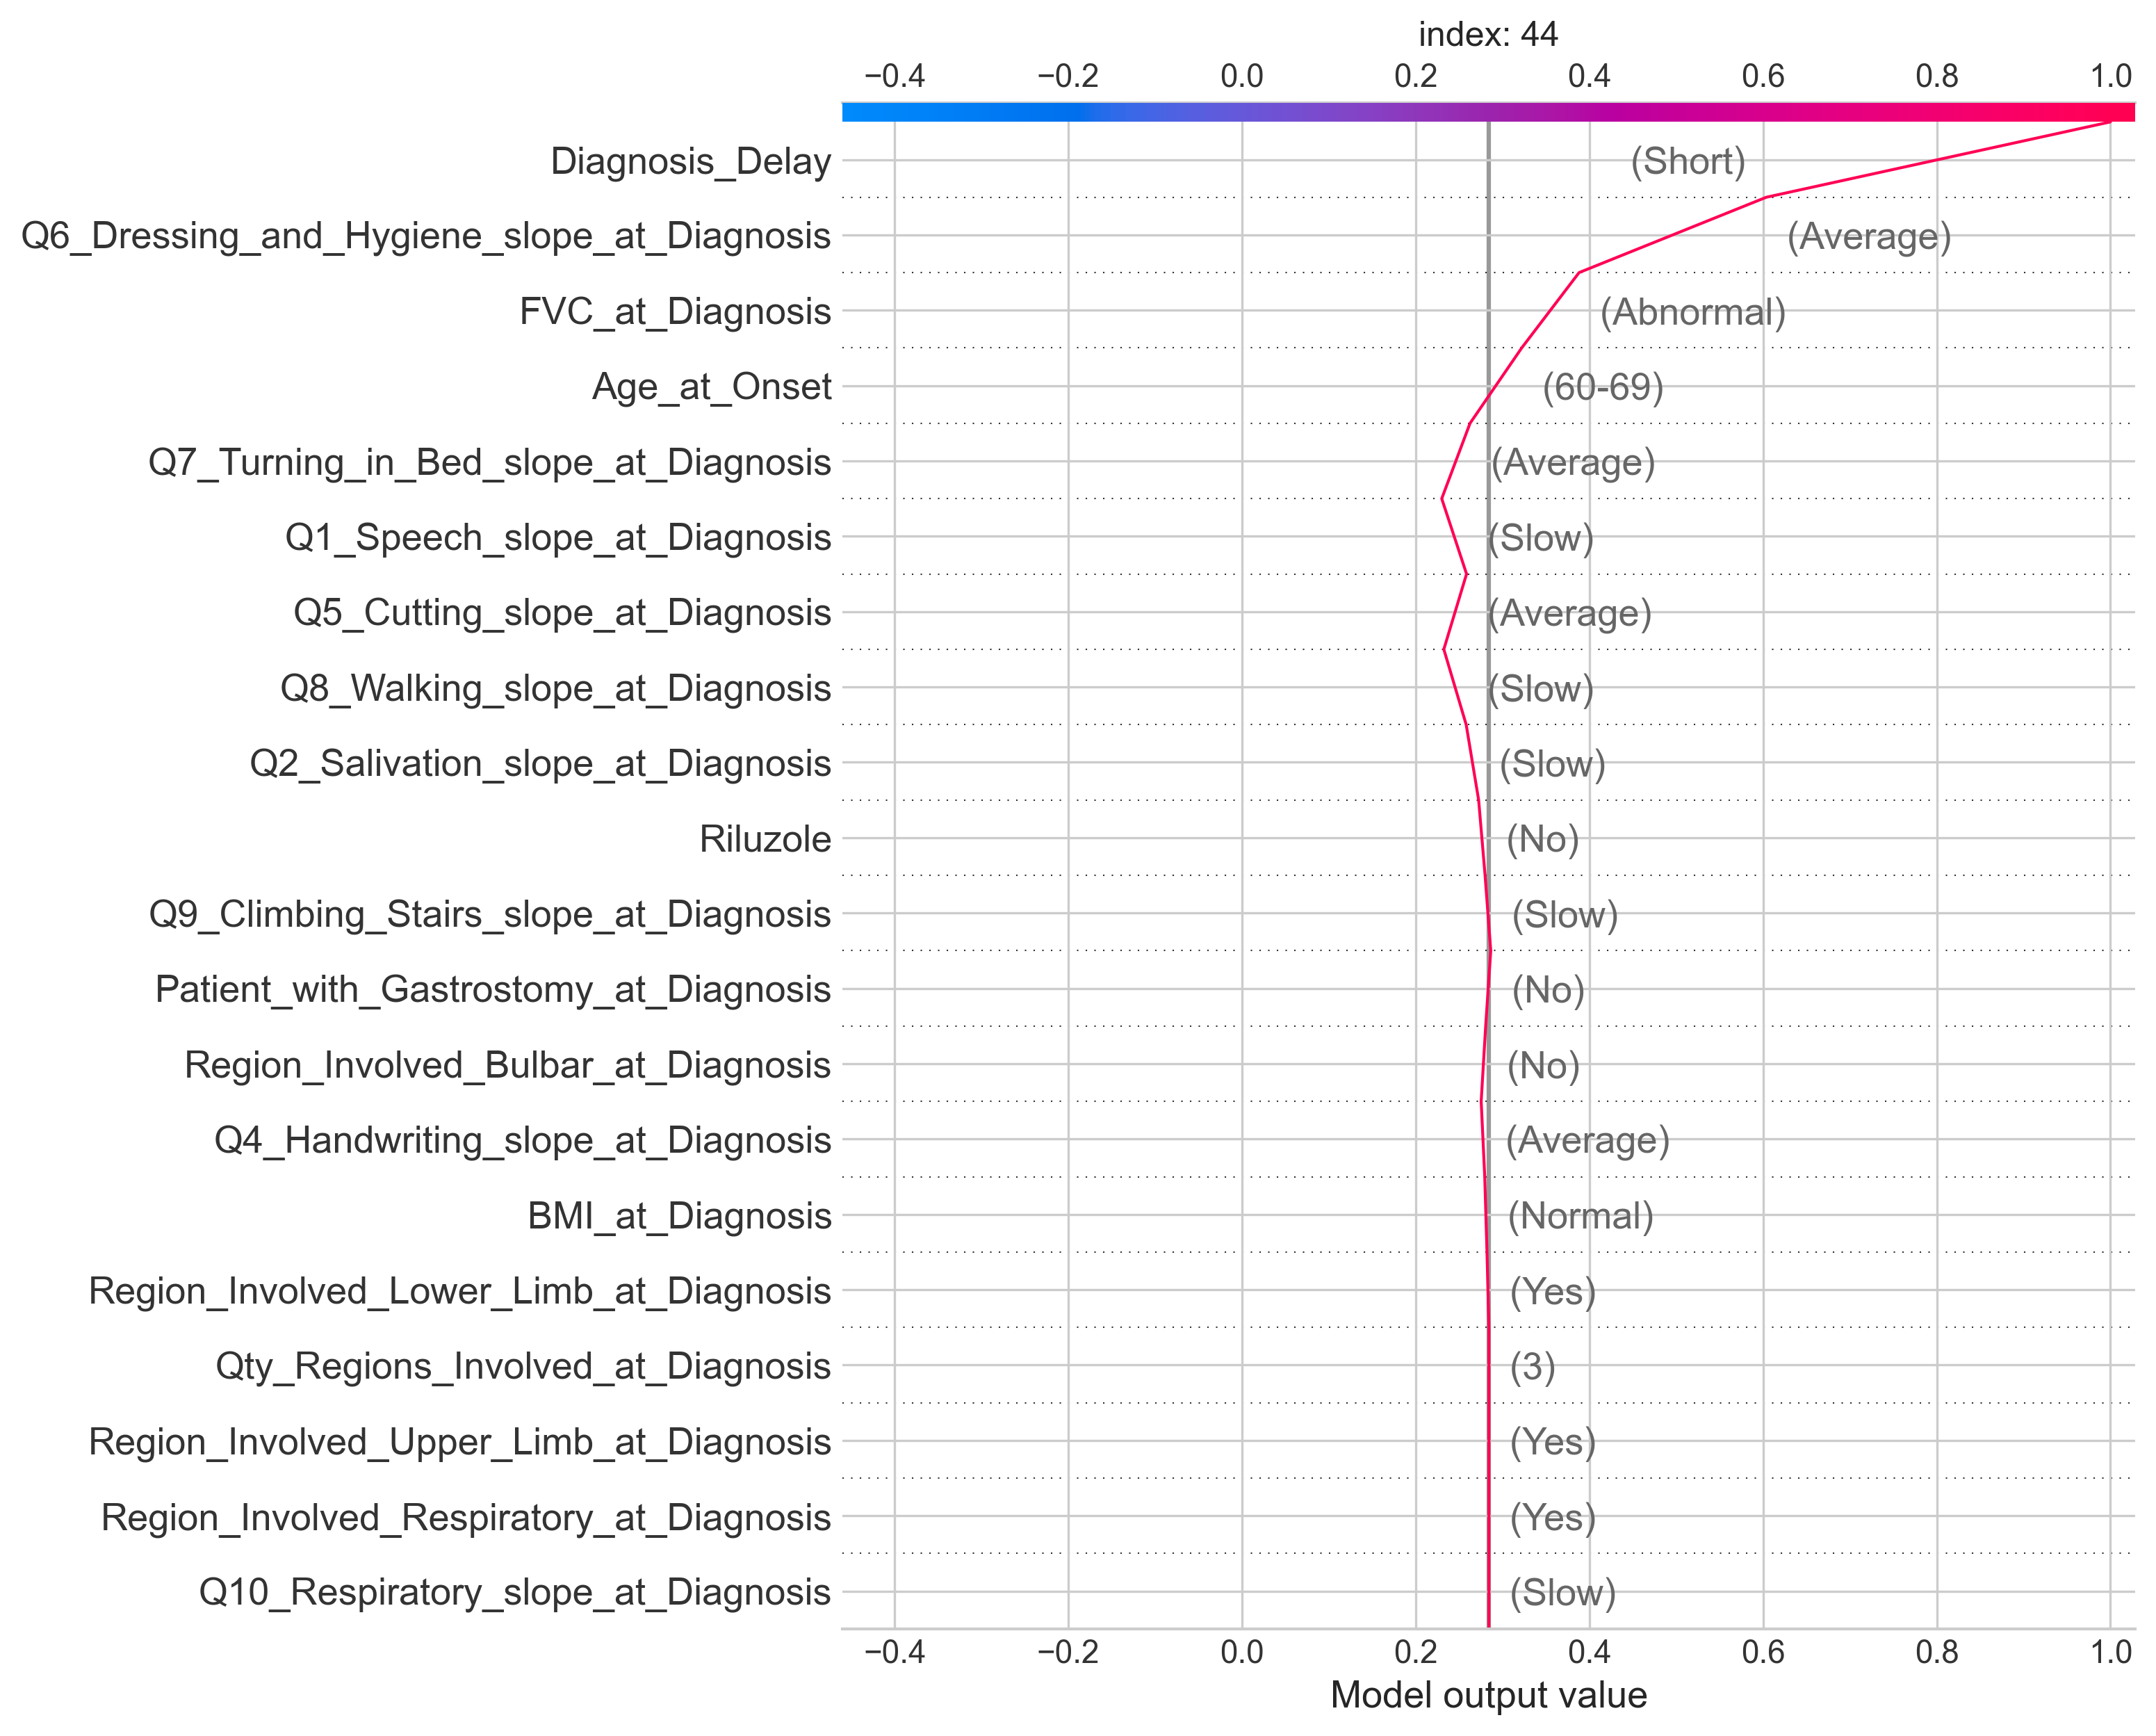 index: 44
−0.4 −0.2 0.0 0.2 0.4 0.6 0.8 1.0
Diagnosis_Delay (Short)
Q6_Dressing_and_Hygiene_slope_at_Diagnosis (Average)
FVC_at_Diagnosis (Abnormal)
Age_at_Onset (60-69)
Q7_Turning_in_Bed_slope_at_Diagnosis (Average)
Q1_Speech_slope_at_Diagnosis (Slow)
Q5_Cutting_slope_at_Diagnosis (Average)
Q8_Walking_slope_at_Diagnosis (Slow)
Q2_Salivation_slope_at_Diagnosis (Slow)
Riluzole (No)
Q9_Climbing_Stairs_slope_at_Diagnosis (Slow)
Patient_with_Gastrostomy_at_Diagnosis (No)
Region_Involved_Bulbar_at_Diagnosis (No)
Q4_Handwriting_slope_at_Diagnosis (Average)
BMI_at_Diagnosis (Normal)
Region_Involved_Lower_Limb_at_Diagnosis (Yes)
Qty_Regions_Involved_at_Diagnosis (3)
Region_Involved_Upper_Limb_at_Diagnosis (Yes)
Region_Involved_Respiratory_at_Diagnosis (Yes)
Q10_Respiratory_slope_at_Diagnosis (Slow)
−0.4 −0.2 0.0 0.2 0.4 0.6 0.8 1.0
Model output value